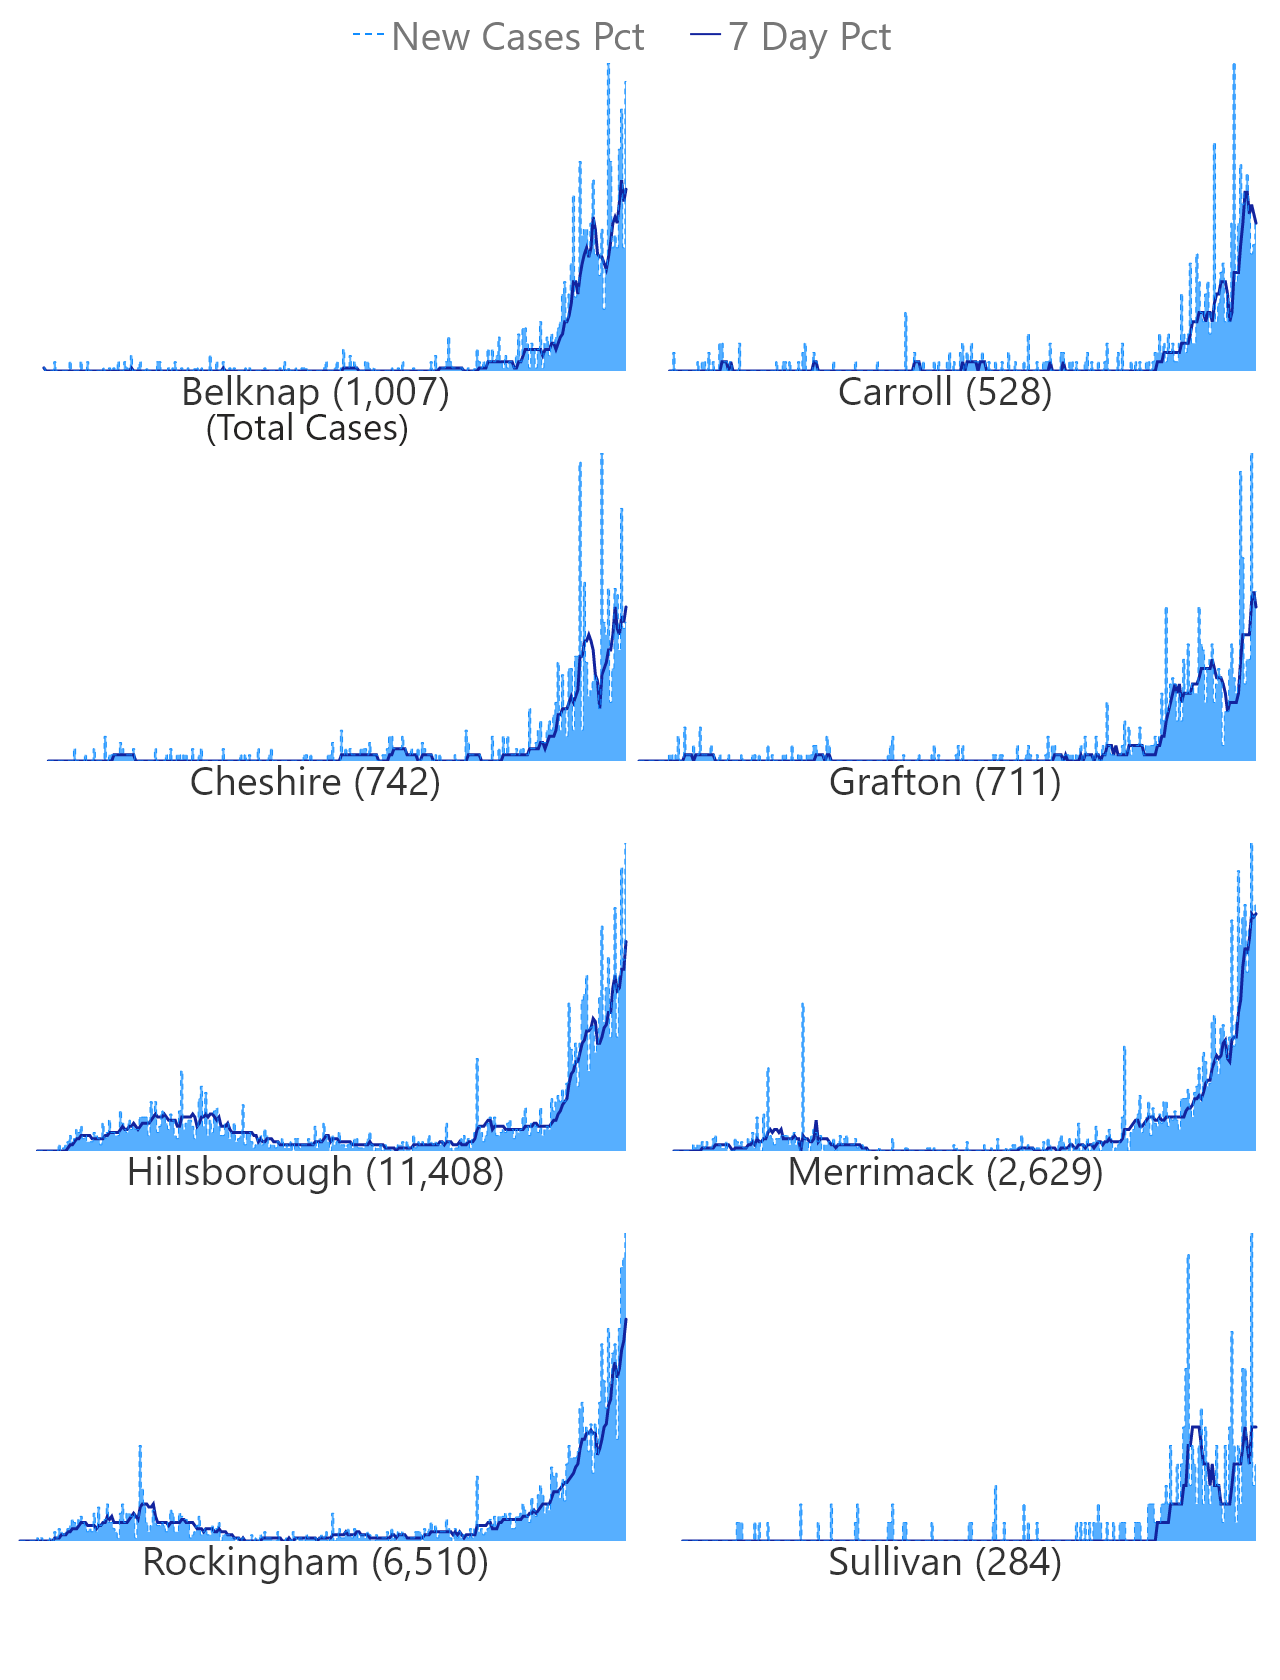 New Cases Pct 7 Day Pct
Belknap (1,007) Carroll (528)
(Total Cases)
Cheshire (742) Grafton (711)
Hillsborough (11,408) Merrimack (2,629)
Rockingham (6,510) Sullivan (284)